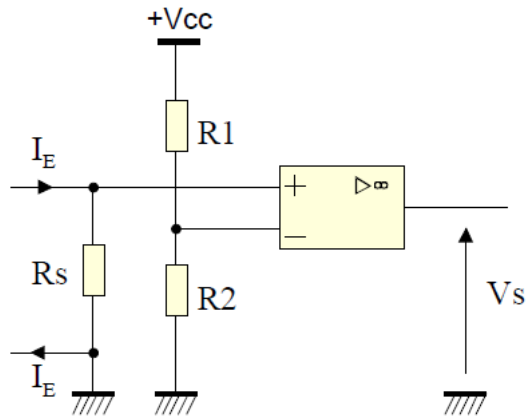 +Vcc
R1
I_E
+
▷∞
−
Rs
R2
Vs
I_E